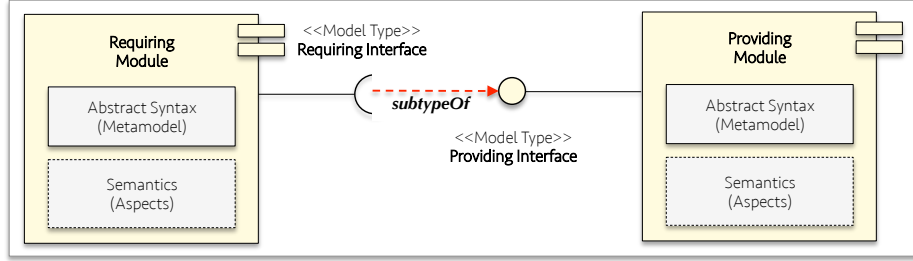 Requiring
Module
Abstract Syntax
(Metamodel)
Semantics
(Aspects)
<<Model Type>>
Requiring Interface
subtypeOf
<<Model Type>>
Providing Interface
Providing
Module
Abstract Syntax
(Metamodel)
Semantics
(Aspects)